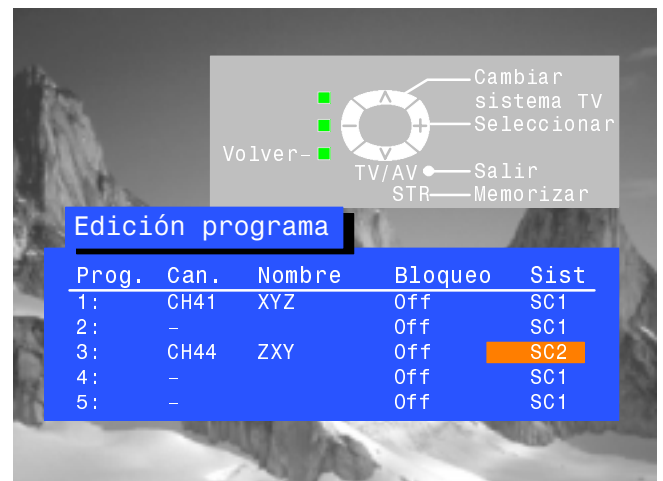 Cambiar
sistema TV
Seleccionar
Volver
TV/AV Salir
STR Memorizar
Edición programa
Prog. Can. Nombre Bloqueo Sist
1: CH41 XYZ Off SC1
2: – Off SC1
3: CH44 ZXY Off SC2
4: – Off SC1
5: – Off SC1